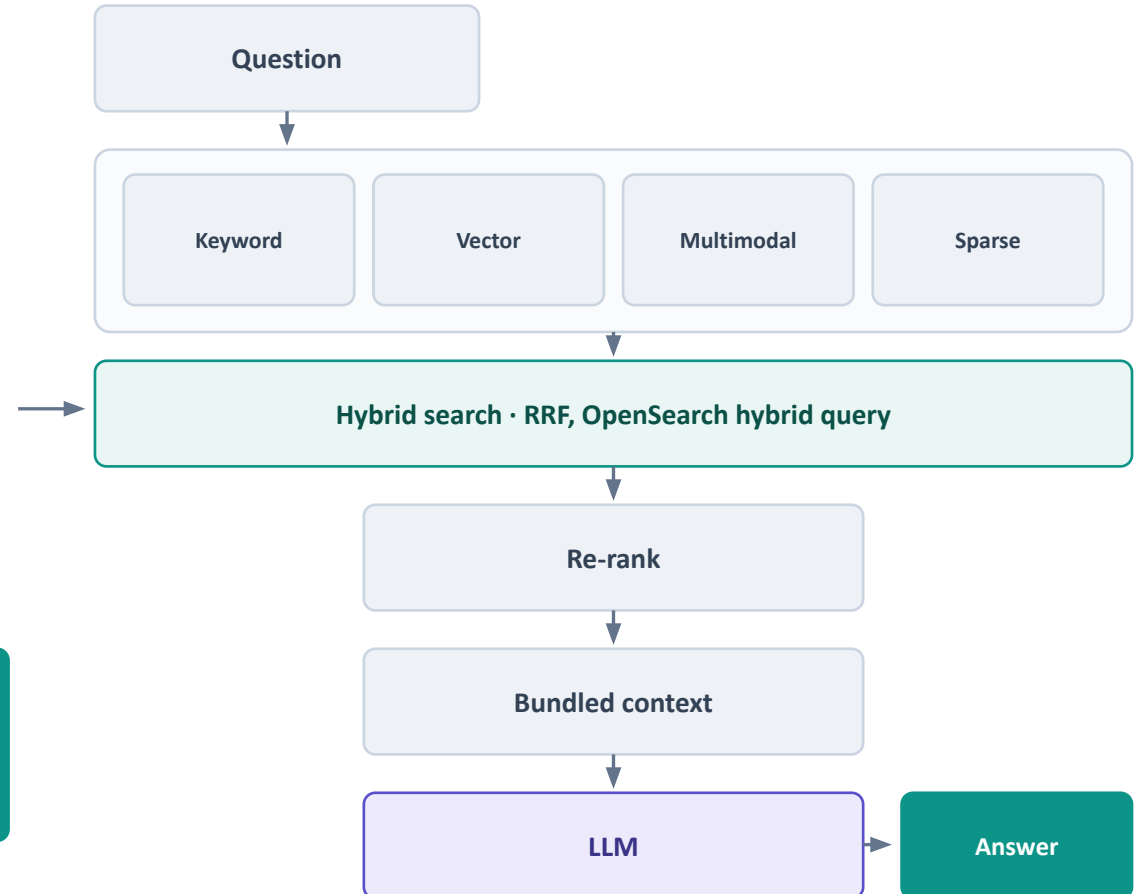 Question
Keyword
Vector
Multimodal
Sparse
Hybrid search · RRF, OpenSearch hybrid query
Re-rank
Bundled context
LLM
Answer